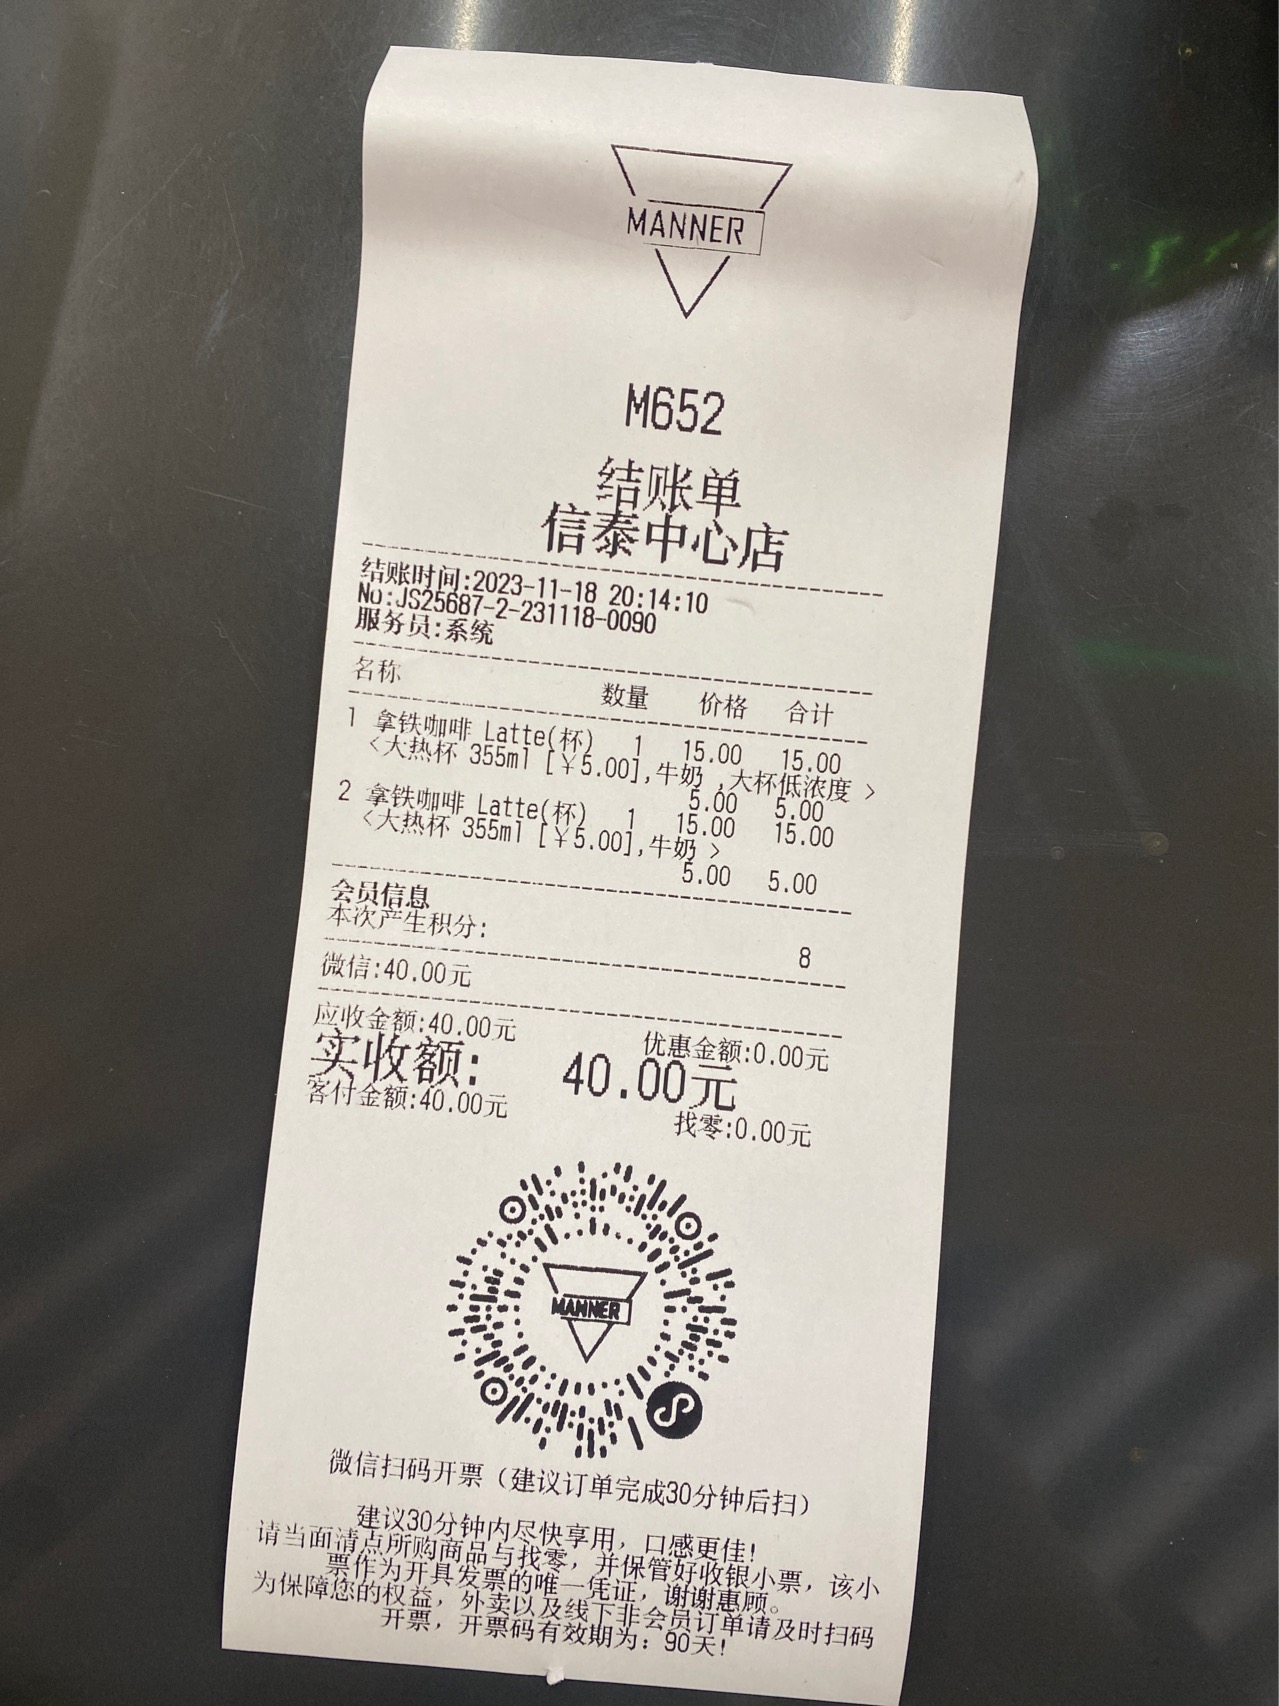 MANNER
M652
结账单
信泰中心店
结账时间:2023-11-18 20:14:10
No:JS25687-2-231118-0090
服务员:系统
名称 数量 价格 合计
1 拿铁咖啡 Latte(杯) 1 15.00 15.00
<大热杯 355ml [￥5.00],牛奶 ,大杯低浓度 >
5.00 5.00
2 拿铁咖啡 Latte(杯) 1 15.00 15.00
<大热杯 355ml [￥5.00],牛奶 >
5.00 5.00
会员信息
本次产生积分: 8
微信:40.00元
应收金额:40.00元 优惠金额:0.00元
实收额: 40.00元
客付金额:40.00元 找零:0.00元
MANNER
微信扫码开票（建议订单完成30分钟后扫）
建议30分钟内尽快享用，口感更佳！
请当面清点所购商品与找零，并保管好收银小票，该小
票作为开具发票的唯一凭证，谢谢惠顾。
为保障您的权益，外卖以及线下非会员订单请及时扫码
开票，开票码有效期为：90天！